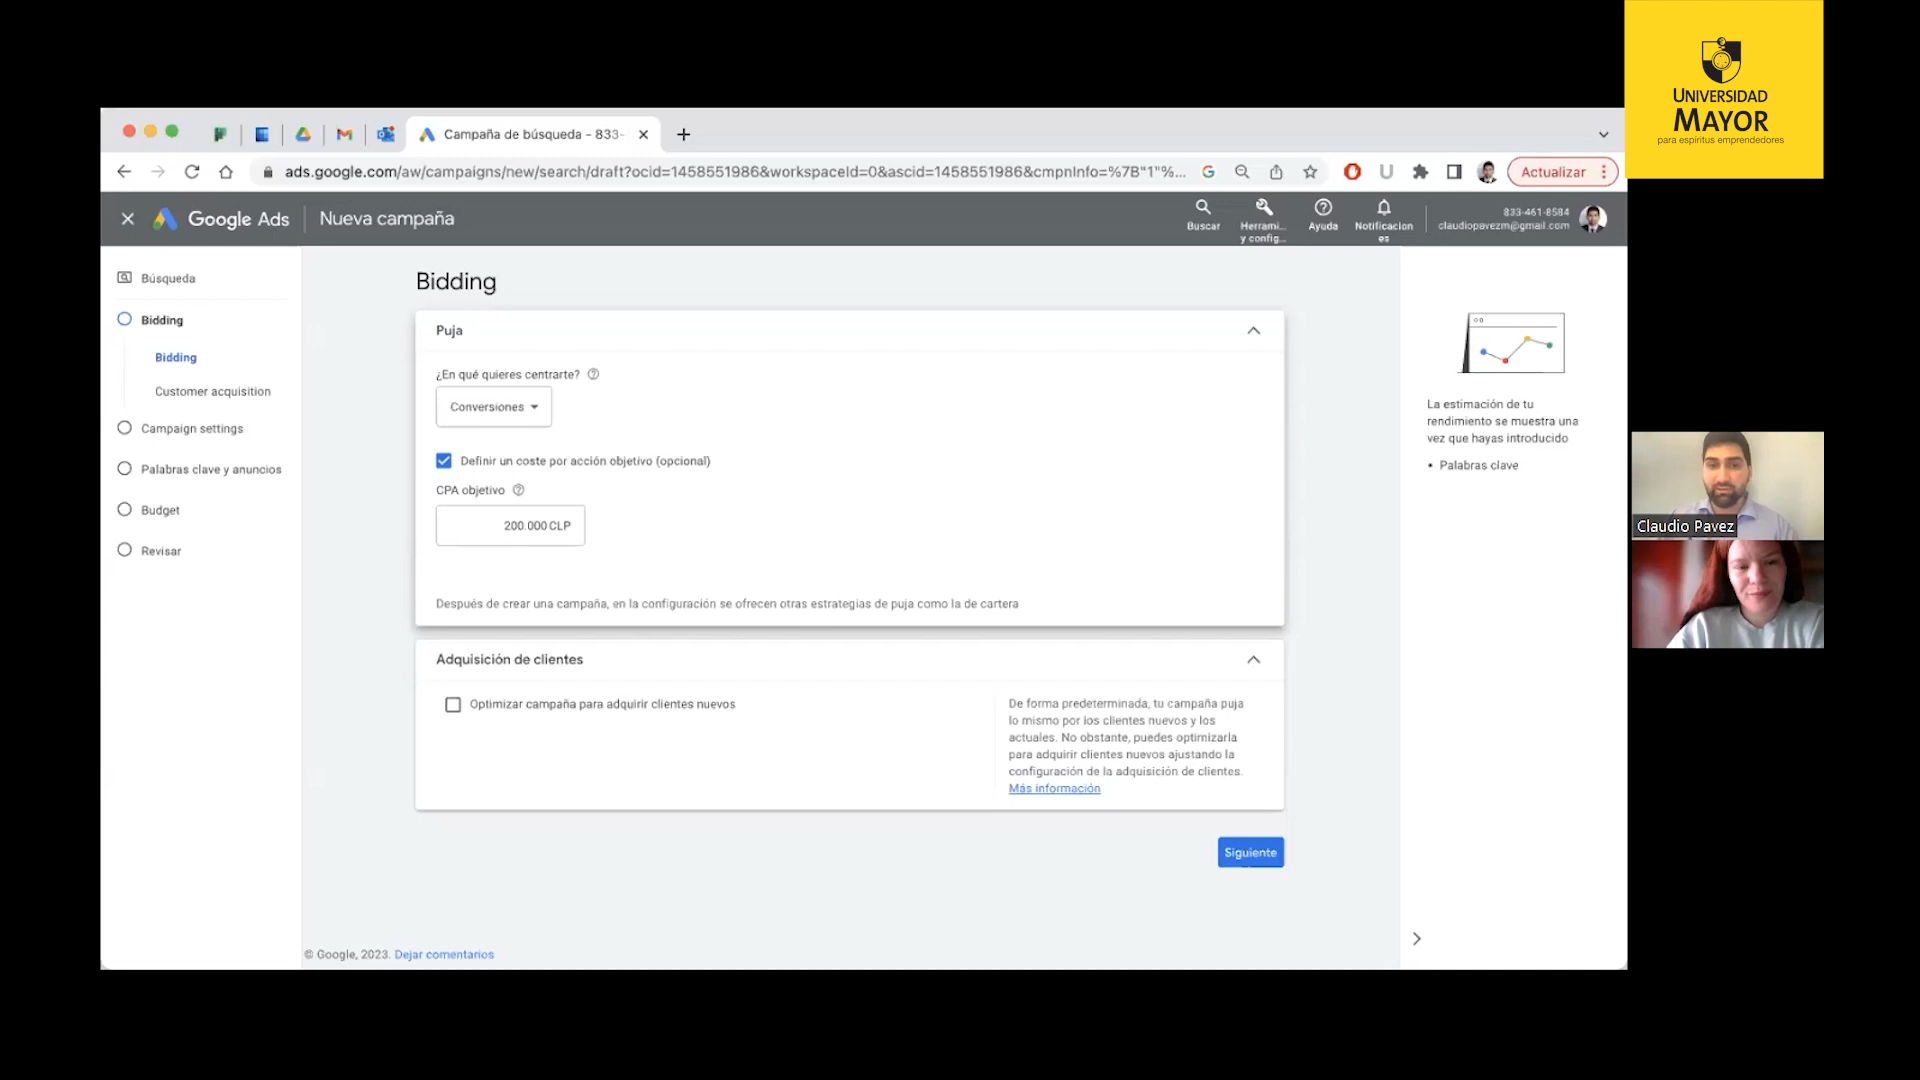 UNIVERSIDAD
MAYOR
para espíritus emprendedores
Campaña de búsqueda - 833-
ads.google.com/aw/campaigns/new/search/draft?ocid=1458551986&workspaceId=0&ascid=1458551986&cmpnInfo=%7B"1"%...
Actualizar
Google Ads
Nueva campaña
Buscar
Herrami...
y config...
Ayuda
Notificacion
es
833-461-8584
claudiopavezm@gmail.com
Búsqueda
Bidding
Bidding
Customer acquisition
Campaign settings
Palabras clave y anuncios
Budget
Revisar
Bidding
Puja
¿En qué quieres centrarte?
Conversiones
Definir un coste por acción objetivo (opcional)
CPA objetivo
200.000 CLP
Después de crear una campaña, en la configuración se ofrecen otras estrategias de puja como la de cartera
Adquisición de clientes
Optimizar campaña para adquirir clientes nuevos
De forma predeterminada, tu campaña puja
lo mismo por los clientes nuevos y los
actuales. No obstante, puedes optimizarla
para adquirir clientes nuevos ajustando la
configuración de la adquisición de clientes.
Más información
Siguiente
La estimación de tu
rendimiento se muestra una
vez que hayas introducido
• Palabras clave
Claudio Pavez
© Google, 2023. Dejar comentarios